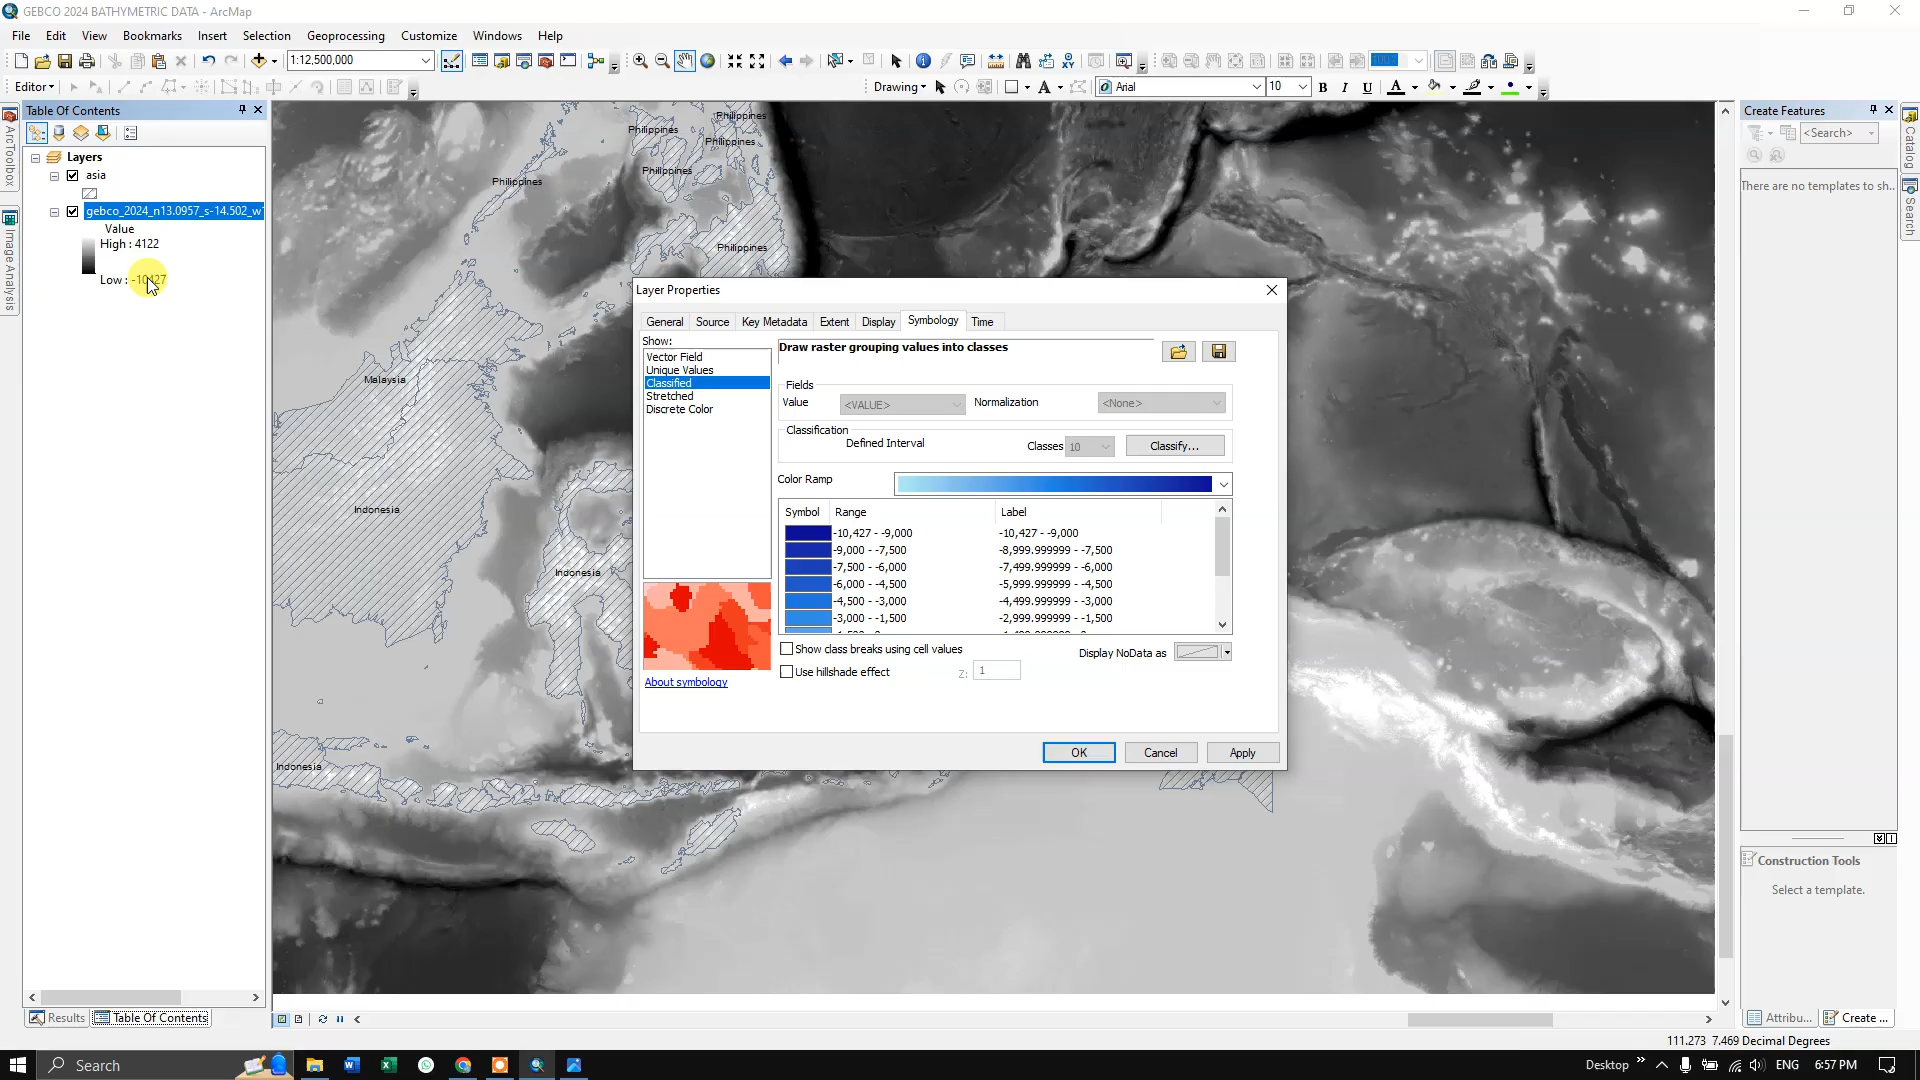 GEBCO 2024 BATHYMETRIC DATA - ArcMap
File Edit View Bookmarks Insert Selection Geoprocessing Customize Windows Help
1:12,500,000
Editor
Drawing Arial 10 B I U A
Table Of Contents
Layers
asia
gebco_2024_n13.0957_s-14.502_w
Value
High : 4122
Low : -10427
ArcToolbox
Image Analysis
Philippines
Philippines
Philippines
Philippines
Philippines
Philippines
Malaysia
Indonesia
Indonesia
Indonesia
Indonesia
Layer Properties
General Source Key Metadata Extent Display Symbology Time
Show:
Vector Field
Unique Values
Classified
Stretched
Discrete Color
About symbology
Draw raster grouping values into classes
Fields
Value <VALUE> Normalization <None>
Classification
Defined Interval Classes 10 Classify...
Color Ramp
Symbol Range Label
-10,427 - -9,000 -10,427 - -9,000
-9,000 - -7,500 -8,999.999999 - -7,500
-7,500 - -6,000 -7,499.999999 - -6,000
-6,000 - -4,500 -5,999.999999 - -4,500
-4,500 - -3,000 -4,499.999999 - -3,000
-3,000 - -1,500 -2,999.999999 - -1,500
Show class breaks using cell values Display NoData as
Use hillshade effect Z: 1
OK Cancel Apply
Create Features
<Search>
There are no templates to sh..
Catalog
Search
Construction Tools
Select a template.
Results Table Of Contents
Attribu... Create ...
111.273 7.469 Decimal Degrees
Search
Desktop ENG 6:57 PM